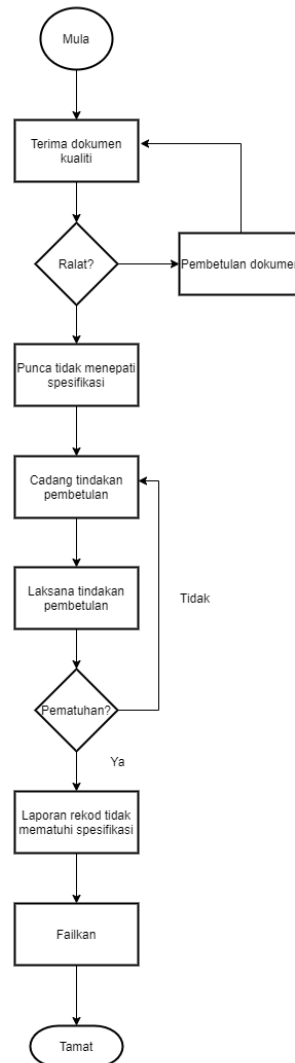 Mula
Terima dokumen
kualiti
Ralat?
Pembetulan dokumen
Punca tidak menepati
spesifikasi
Cadang tindakan
pembetulan
Laksana tindakan
pembetulan
Tidak
Pematuhan?
Ya
Laporan rekod tidak
mematuhi spesifikasi
Failkan
Tamat